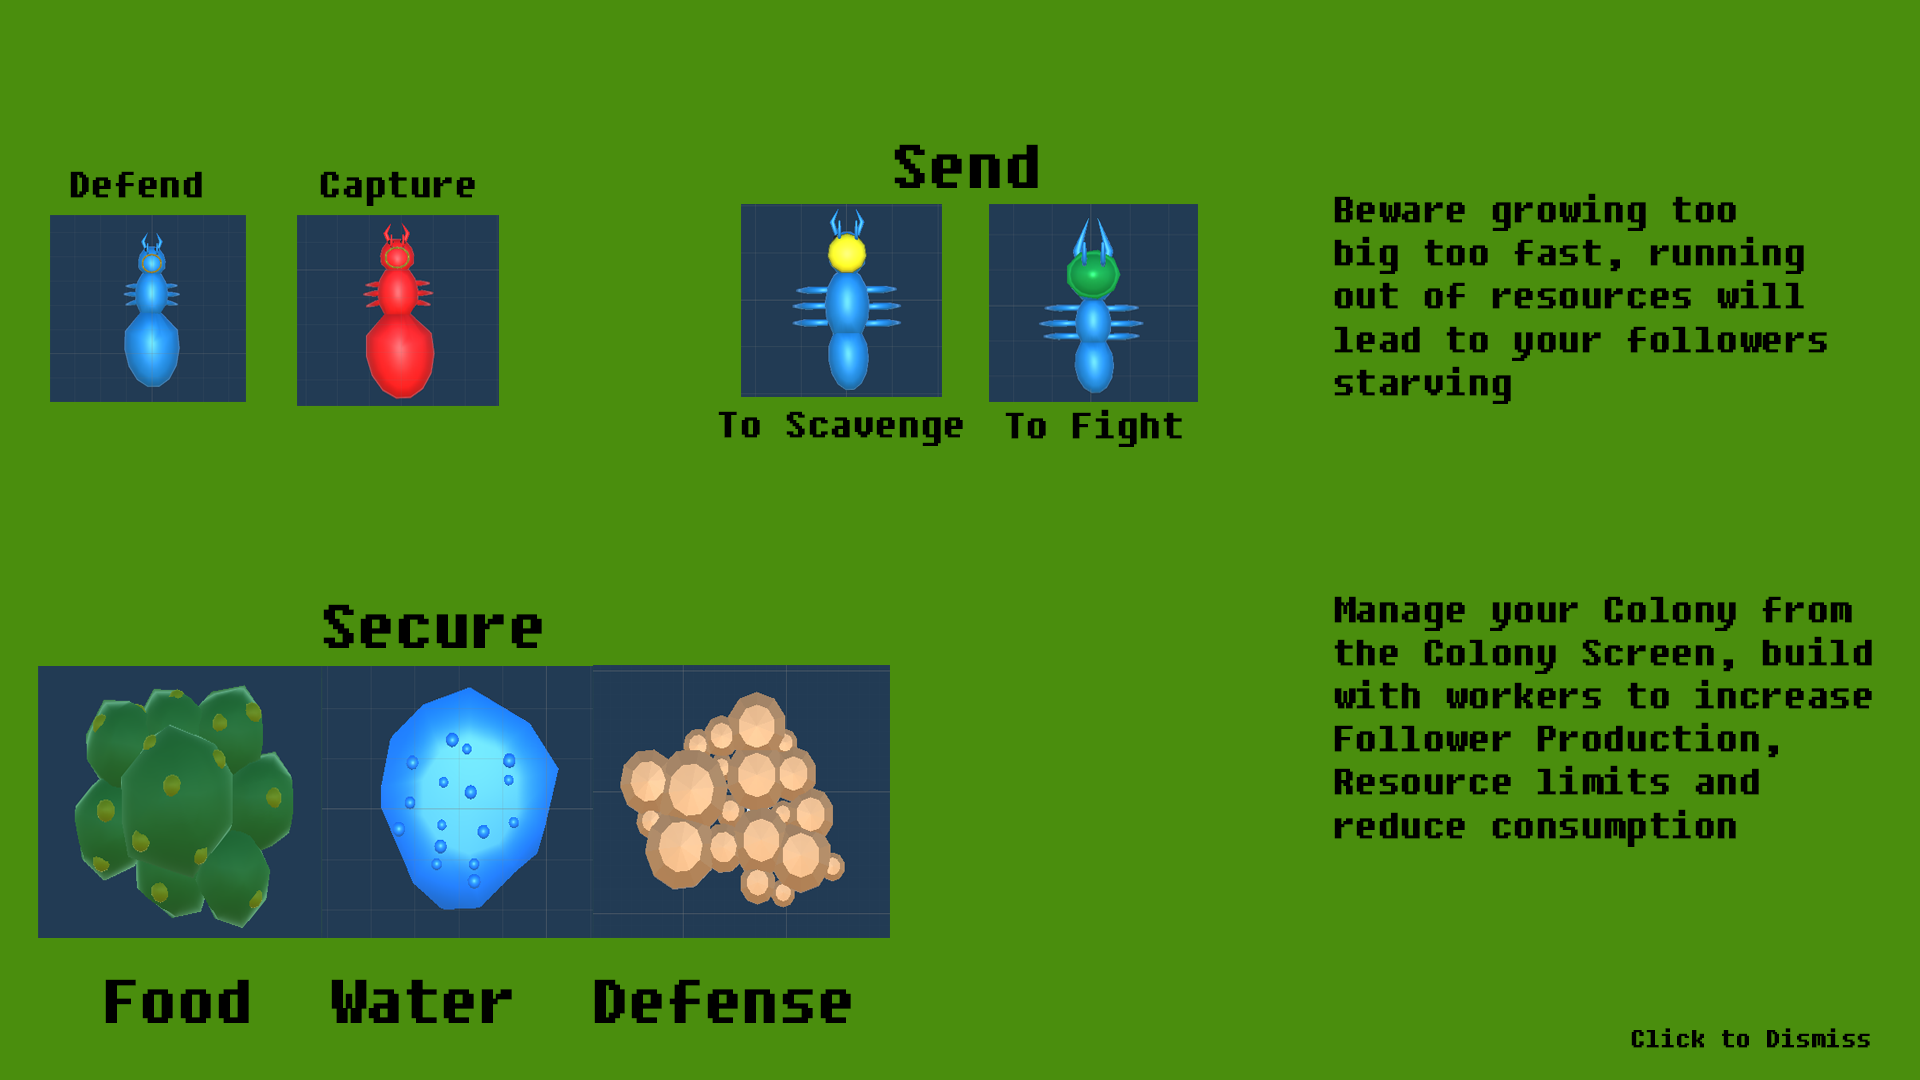 Defend
Capture
Send
To Scavenge
To Fight
Beware growing too
big too fast, running
out of resources will
lead to your followers
starving
Secure
Food
Water
Defense
Manage your Colony from
the Colony Screen, build
with workers to increase
Follower Production,
Resource limits and
reduce consumption
Click to Dismiss